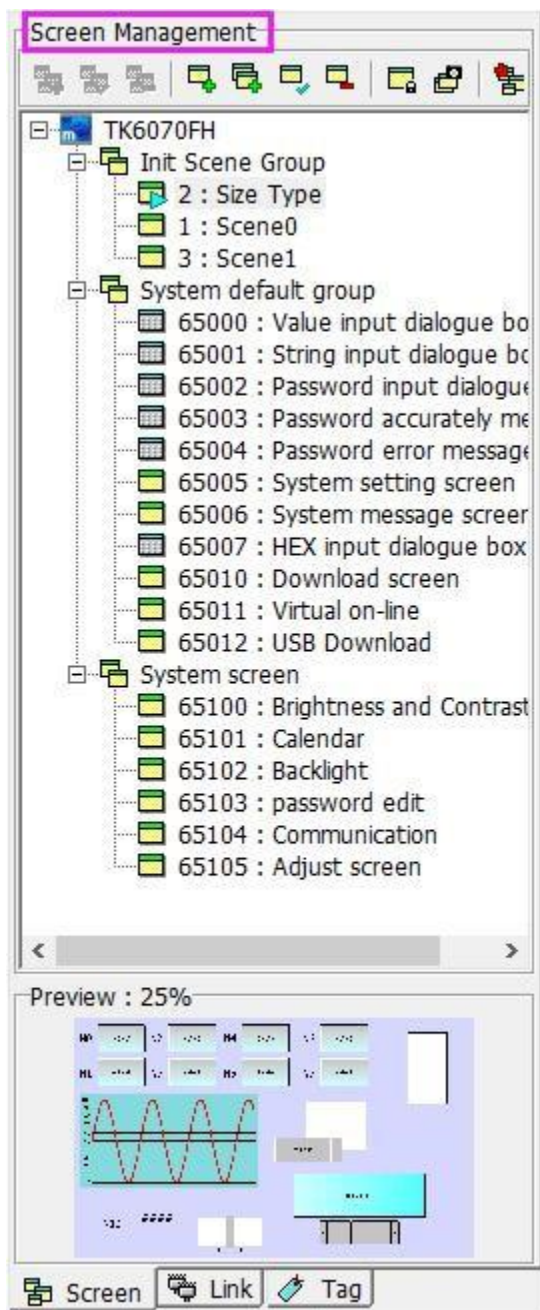 Screen Management
TK6070FH
Init Scene Group
2 : Size Type
1 : Scene0
3 : Scene1
System default group
65000 : Value input dialogue bo
65001 : String input dialogue bo
65002 : Password input dialogue
65003 : Password accurately me
65004 : Password error message
65005 : System setting screen
65006 : System message screen
65007 : HEX input dialogue box
65010 : Download screen
65011 : Virtual on-line
65012 : USB Download
System screen
65100 : Brightness and Contrast
65101 : Calendar
65102 : Backlight
65103 : password edit
65104 : Communication
65105 : Adjust screen
Preview : 25%
Screen Link Tag